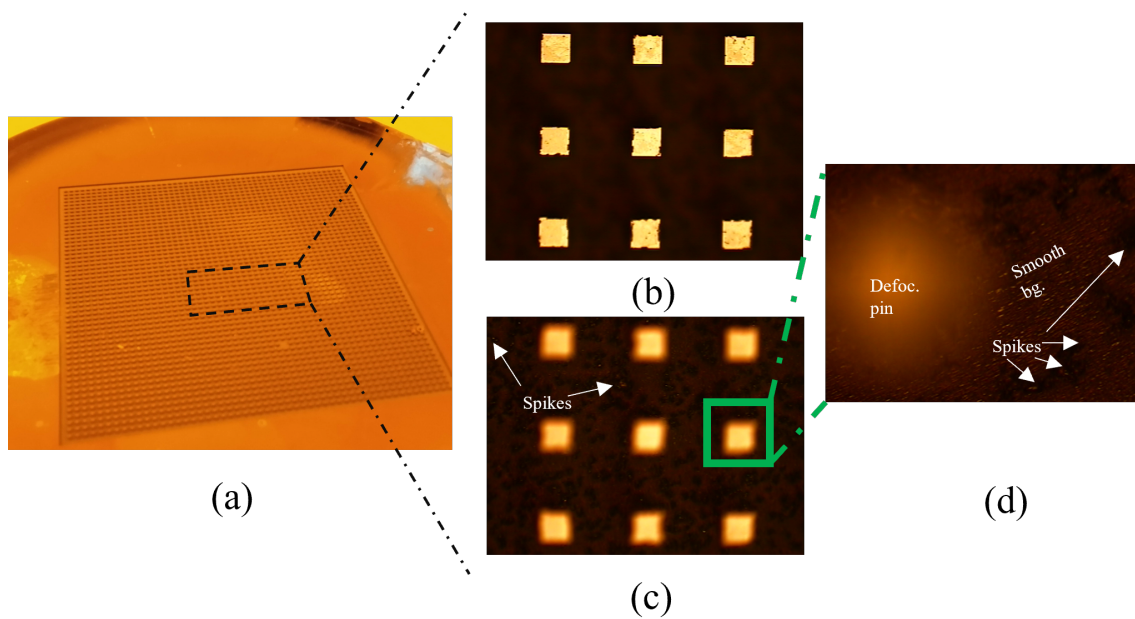 (a)
(b)
Spikes
(c)
Defoc.
pin
Smooth
bg.
Spikes
(d)